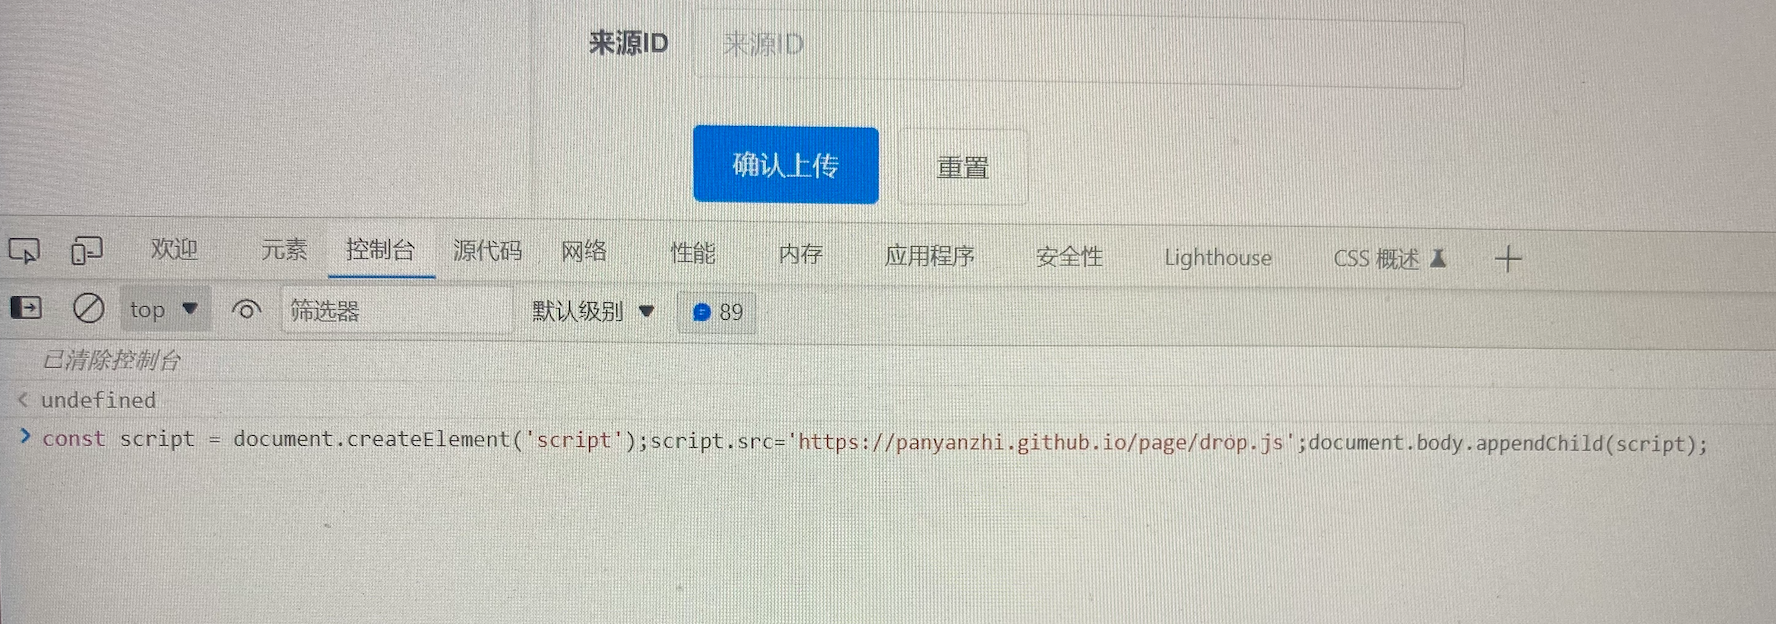 来源ID 来源ID
确认上传 重置
欢迎 元素 控制台 源代码 网络 性能 内存 应用程序 安全性 Lighthouse CSS 概述
top 筛选器 默认级别 89
已清除控制台
undefined
const script = document.createElement('script');script.src='https://panyanzhi.github.io/page/drop.js';document.body.appendChild(script);